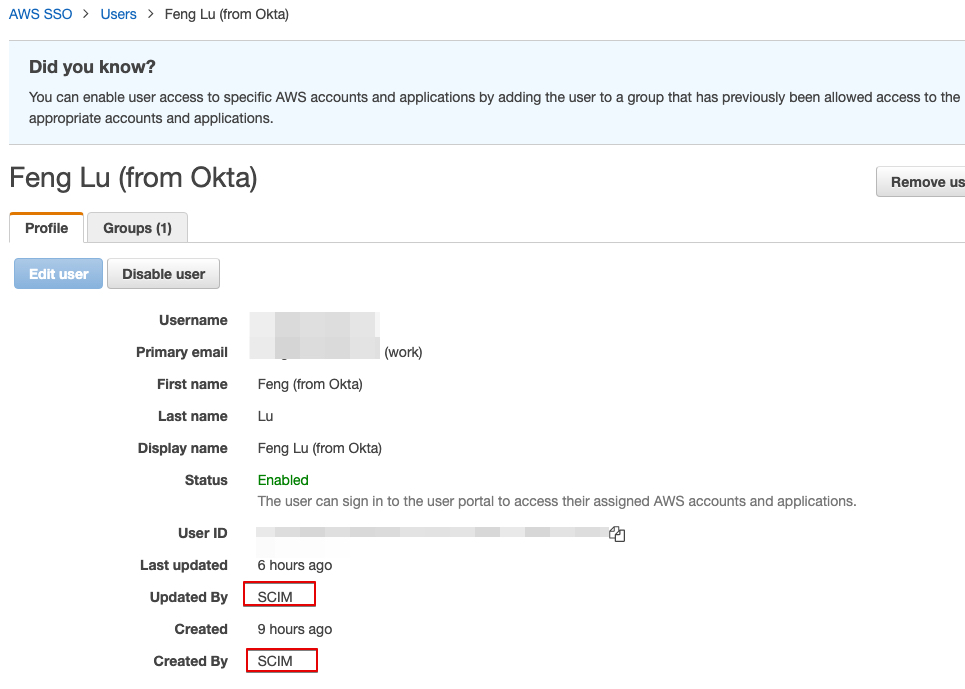 AWS SSO > Users > Feng Lu (from Okta)
Did you know?
You can enable user access to specific AWS accounts and applications by adding the user to a group that has previously been allowed access to the
appropriate accounts and applications.
Feng Lu (from Okta)
Remove us
Profile Groups (1)
Edit user Disable user
Username
Primary email (work)
First name Feng (from Okta)
Last name Lu
Display name Feng Lu (from Okta)
Status Enabled
The user can sign in to the user portal to access their assigned AWS accounts and applications.
User ID
Last updated 6 hours ago
Updated By SCIM
Created 9 hours ago
Created By SCIM